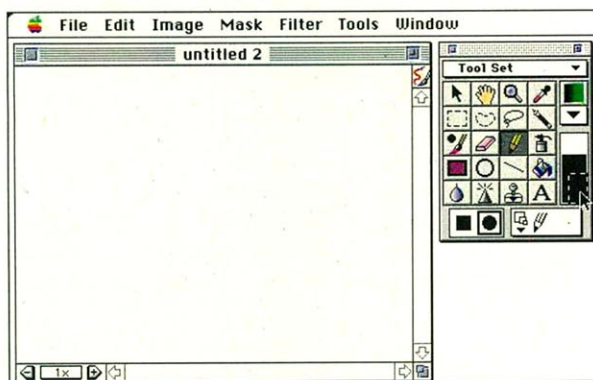 File Edit Image Mask Filter Tools Window
untitled 2
Tool Set
A
1x